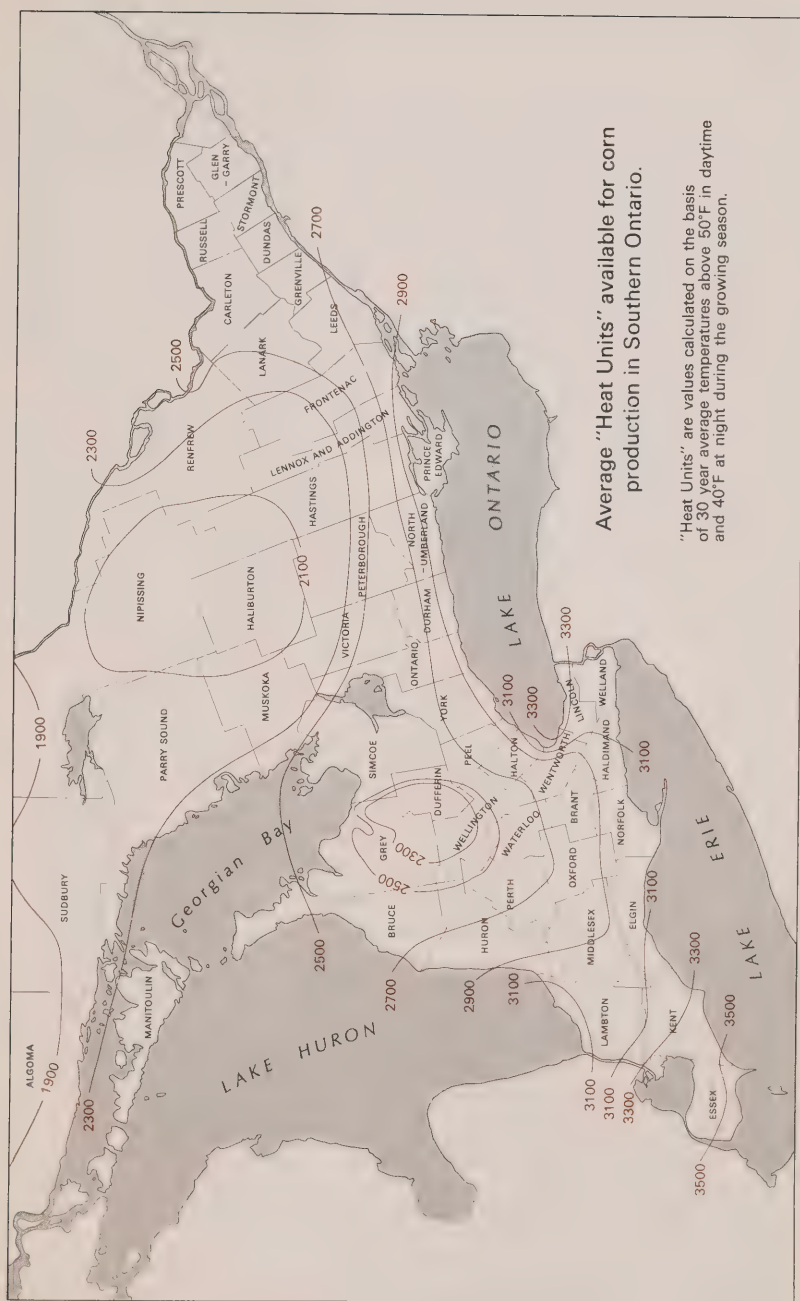 Average "Heat Units" available for corn
production in Southern Ontario.
"Heat Units" are values calculated on the basis
of 30 year average temperatures above 50°F in daytime
and 40°F at night during the growing season.
ALGOMA
1900
SUDBURY
1900
2300
MANITOULIN
PARRY SOUND
NIPISSING
2300
2500
RENFREW
MUSKOKA
HALIBURTON
2100
HASTINGS
LENNOX AND ADDINGTON
FRONTENAC
LANARK
CARLETON
RUSSELL
PRESCOTT
GLEN
-GARRY
STORMONT
DUNDAS
GRENVILLE
LEEDS
2700
2900
Georgian Bay
LAKE HURON
2500
SIMCOE
VICTORIA
PETERBOROUGH
ONTARIO
DURHAM
NORTH
-UMBERLAND
PRINCE
EDWARD
LAKE ONTARIO
GREY
2300
2500
BRUCE
DUFFERIN
WELLINGTON
PEEL
YORK
2700
HURON
PERTH
WATERLOO
HALTON
3100
3300
WENTWORTH
LINCOLN
3300
WELLAND
HALDIMAND
3100
2900
3100
MIDDLESEX
OXFORD
BRANT
NORFOLK
ELGIN
3100
LAMBTON
KENT
3300
3100
3100
3300
ESSEX
3500
3500
LAKE ERIE